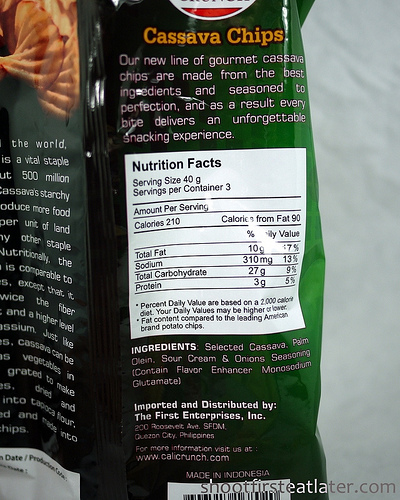 CRUNCH
Cassava Chips
Our new line of gourmet cassava
chips are made from the best
ingredients and seasoned to
perfection, and as a result every
bite delivers an unforgettable
snacking experience.
the world,
is a vital staple
500 million
Cassava's starchy
more food
per unit of land
other staple
Nutritionally, the
is comparable to
except that it
twice the fiber
and a higher level
Just like
cassava can be
as vegetables in
grated to make
dried and
into tapioca flour,
and made into
chips.
Nutrition Facts
Serving Size 40 g
Servings per Container 3
Amount Per Serving
Calories 210 Calories from Fat 90
% Daily Value
Total Fat 10g 17%
Sodium 310mg 13%
Total Carbohydrate 27g 9%
Protein 3g 5%
* Percent Daily Value are based on a 2,000 calorie
diet. Your Daily Values may be higher or lower.
* Fat content compared to the leading American
brand potato chips.
INGREDIENTS: Selected Cassava, Palm
Olein, Sour Cream & Onions Seasoning
(Contain Flavor Enhancer Monosodium
Glutamate)
Imported and Distributed by:
The First Enterprises, Inc.
200 Roosevelt Ave. SFDM,
Quezon City, Philippines
For more information visit us at :
www.calicrunch.com
MADE IN INDONESIA
n Date / Production
shootfirsteatlater.com